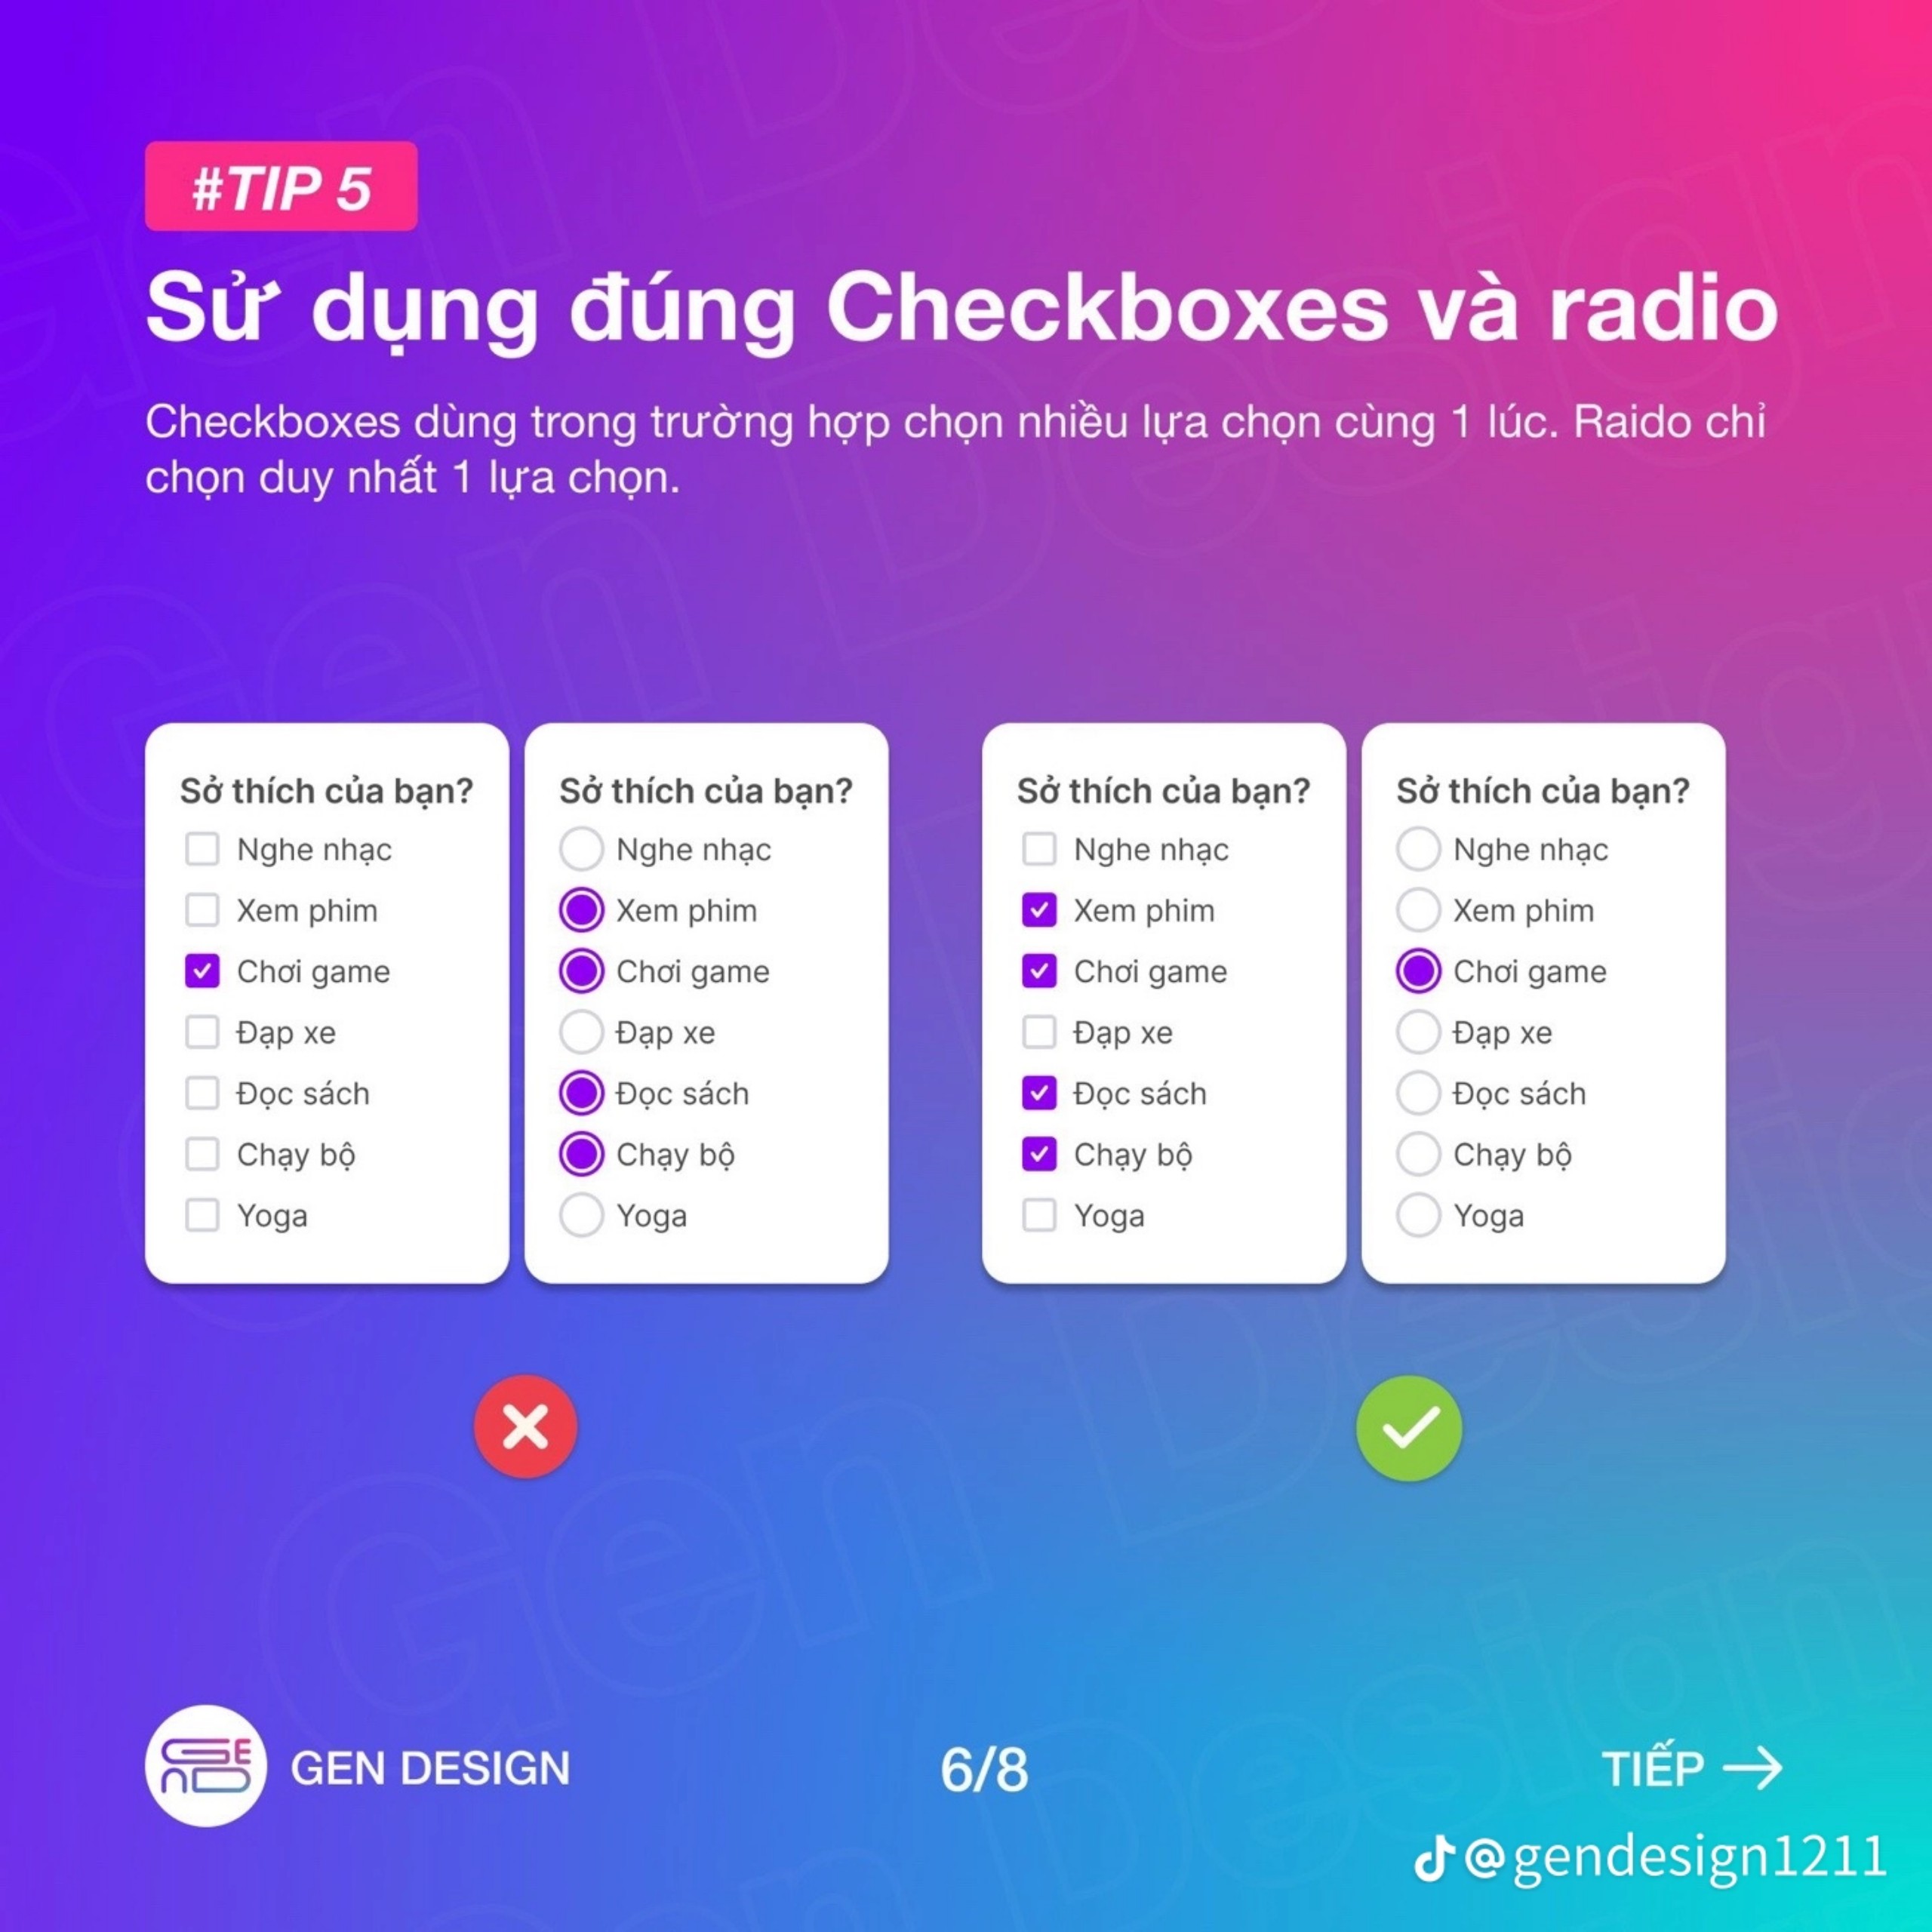 #TIP 5
Sử dụng đúng Checkboxes và radio
Checkboxes dùng trong trường hợp chọn nhiều lựa chọn cùng 1 lúc. Raido chỉ
chọn duy nhất 1 lựa chọn.
Sở thích của bạn?
Nghe nhạc
Xem phim
Chơi game
Đạp xe
Đọc sách
Chạy bộ
Yoga
Sở thích của bạn?
Nghe nhạc
Xem phim
Chơi game
Đạp xe
Đọc sách
Chạy bộ
Yoga
Sở thích của bạn?
Nghe nhạc
Xem phim
Chơi game
Đạp xe
Đọc sách
Chạy bộ
Yoga
Sở thích của bạn?
Nghe nhạc
Xem phim
Chơi game
Đạp xe
Đọc sách
Chạy bộ
Yoga
GEN DESIGN
6/8
TIẾP →
@gendesign1211
Gen Design